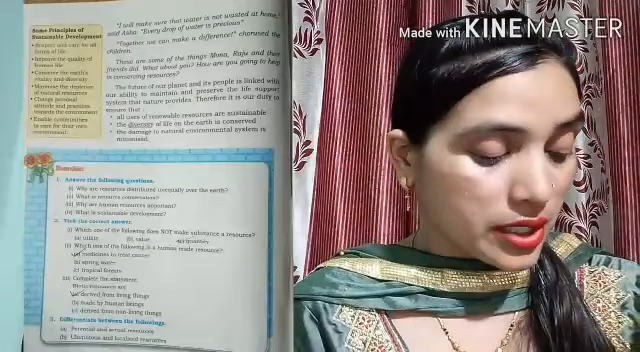 Made with KINEMASTER
Some Principles of
Sustainable Development
• Respect and care for all
forms of life
• Improve the quality of
human life
• Conserve the earth's
vitality and diversity
• Minimise the depletion
of natural resources
• Change personal
attitude and practices
towards the environment
• Enable communities
to care for their own
environment.
"I will make sure that water is not wasted at home,"
said Asha. "Every drop of water is precious"
"Together we can make a difference!" chorused the
children.
These are some of the things Mona, Raju and their
friends did. What about you? How are you going to help
in conserving resources?
The future of our planet and its people is linked with
our ability to maintain and preserve the life support
system that nature provides. Therefore it is our duty to
ensure that :
• all uses of renewable resources are sustainable
• the diversity of life on the earth is conserved
• the damage to natural environmental system is
minimised.
Exercises
1. Answer the following questions.
(i) Why are resources distributed unequally over the earth?
(ii) What is resource conservation?
(iii) Why are human resources important?
(iv) What is sustainable development?
2. Tick the correct answer.
(i) Which one of the following does NOT make substance a resource?
(a) utility (b) value (c) quantity
(ii) Which one of the following is a human made resource?
(a) medicines to treat cancer
(b) spring water
(c) tropical forests
(iii) Complete the statement.
Biotic resources are
(a) derived from living things
(b) made by human beings
(c) derived from non-living things
3. Differentiate between the followings.
(a) Potential and actual resources
(b) Ubiquitous and localised resources